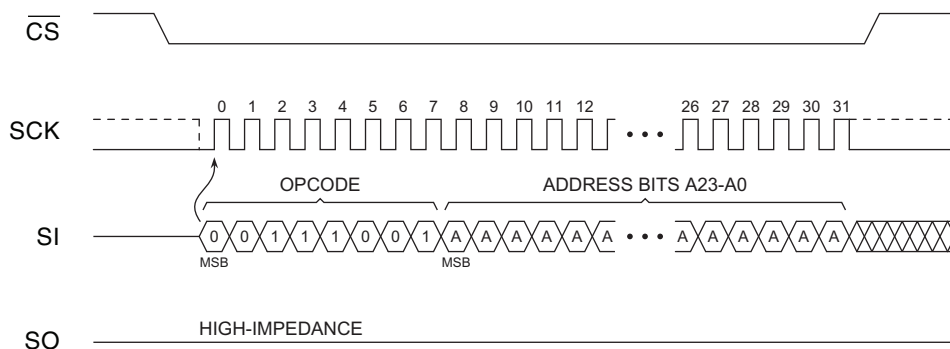 CS
0 1 2 3 4 5 6 7 8 9 10 11 12 26 27 28 29 30 31
SCK
OPCODE ADDRESS BITS A23-A0
SI 0 0 1 1 1 0 0 1 A A A A A A A A A A A A
MSB MSB
HIGH-IMPEDANCE
SO